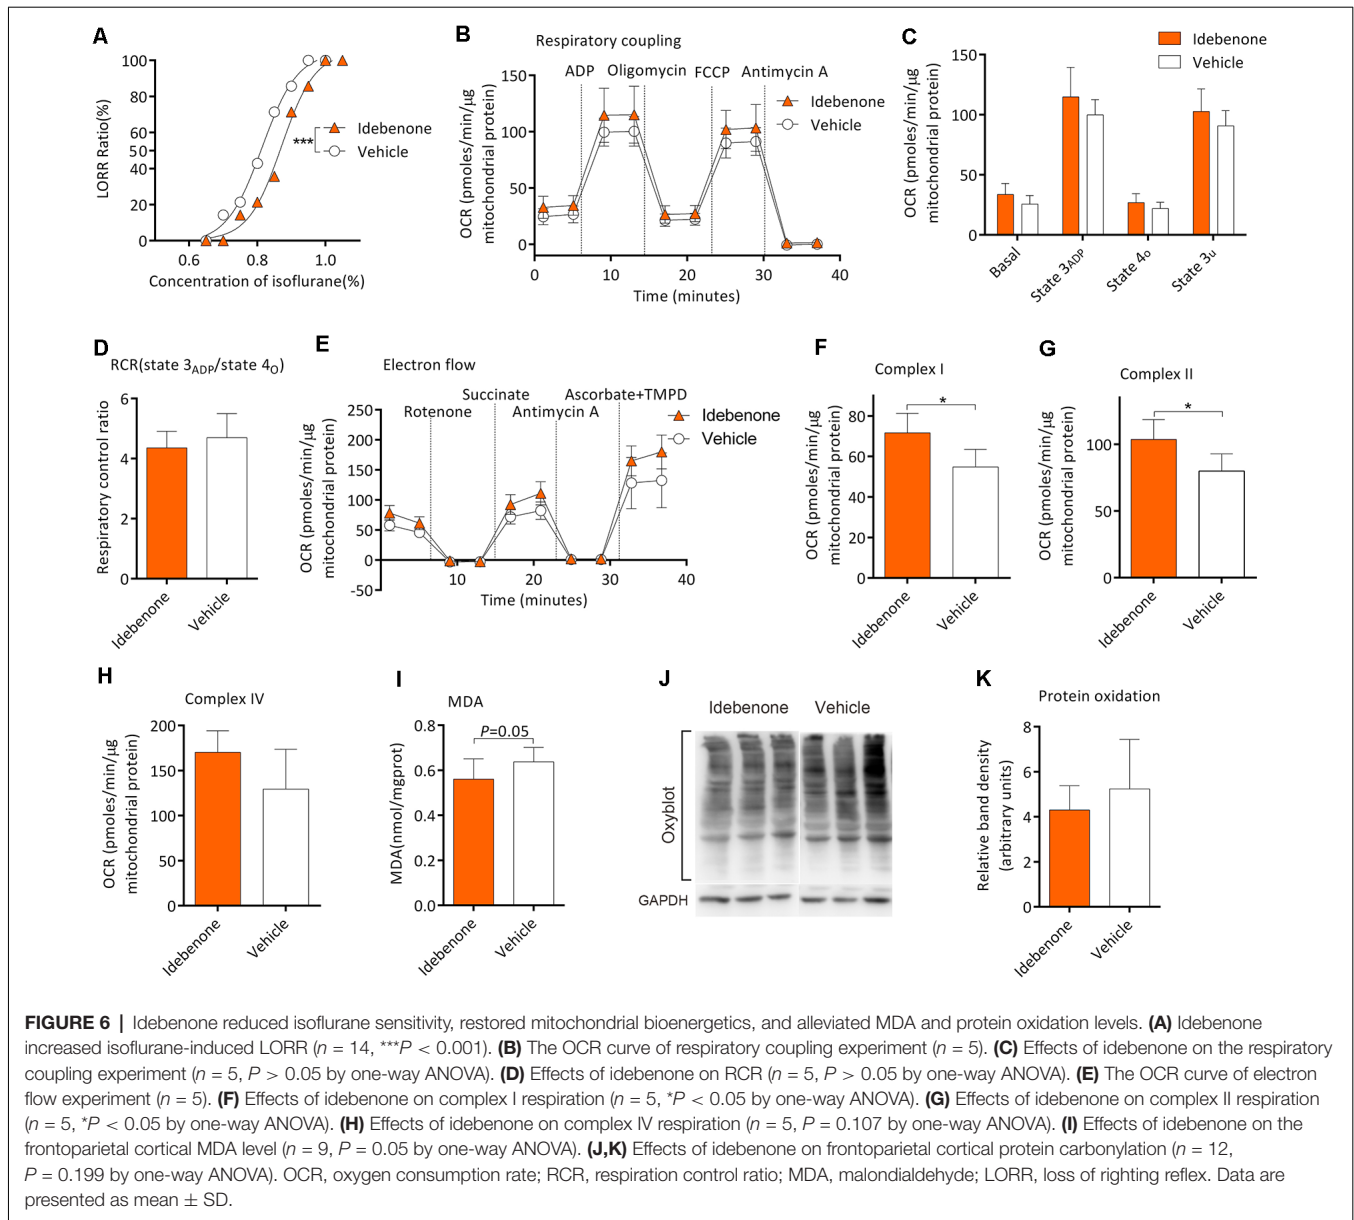 A
LORR Ratio(%)
100
80
60
50
40
20
0
0.6
0.8
1.0
Concentration of isoflurane(%)
***
Idebenone
Vehicle
B
Respiratory coupling
ADP
Oligomycin
FCCP
Antimycin A
OCR (pmoles/min/μg
mitochondrial protein)
150
100
50
0
0
10
20
30
40
Time (minutes)
Idebenone
Vehicle
C
OCR (pmoles/min/μg
mitochondrial protein)
150
100
50
0
Basal
State 3ADP
State 4o
State 3u
Idebenone
Vehicle
D
RCR(state 3ADP/state 4O)
Respiratory control ratio
6
4
2
0
Idebenone
Vehicle
E
Electron flow
Rotenone
Succinate
Antimycin A
Ascorbate+TMPD
OCR (pmoles/min/μg
mitochondrial protein)
250
200
150
100
50
0
-50
10
20
30
40
Time (minutes)
Idebenone
Vehicle
F
Complex I
*
OCR (pmoles/min/μg
mitochondrial protein)
80
60
40
20
0
Idebenone
Vehicle
G
Complex II
*
OCR (pmoles/min/μg
mitochondrial protein)
100
50
0
Idebenone
Vehicle
H
Complex IV
OCR (pmoles/min/μg
mitochondrial protein)
200
150
100
50
0
Idebenone
Vehicle
I
MDA
P=0.05
MDA(nmol/mgprot)
0.8
0.6
0.4
0.2
0.0
Idebenone
Vehicle
J
Idebenone
Vehicle
Oxyblot
GAPDH
K
Protein oxidation
Relative band density
(arbitrary units)
8
6
4
2
0
Idebenone
Vehicle
FIGURE 6 | Idebenone reduced isoflurane sensitivity, restored mitochondrial bioenergetics, and alleviated MDA and protein oxidation levels. (A) Idebenone
increased isoflurane-induced LORR (n = 14, ***P < 0.001). (B) The OCR curve of respiratory coupling experiment (n = 5). (C) Effects of idebenone on the respiratory
coupling experiment (n = 5, P > 0.05 by one-way ANOVA). (D) Effects of idebenone on RCR (n = 5, P > 0.05 by one-way ANOVA). (E) The OCR curve of electron
flow experiment (n = 5). (F) Effects of idebenone on complex I respiration (n = 5, *P < 0.05 by one-way ANOVA). (G) Effects of idebenone on complex II respiration
(n = 5, *P < 0.05 by one-way ANOVA). (H) Effects of idebenone on complex IV respiration (n = 5, P = 0.107 by one-way ANOVA). (I) Effects of idebenone on the
frontoparietal cortical MDA level (n = 9, P = 0.05 by one-way ANOVA). (J,K) Effects of idebenone on frontoparietal cortical protein carbonylation (n = 12,
P = 0.199 by one-way ANOVA). OCR, oxygen consumption rate; RCR, respiration control ratio; MDA, malondialdehyde; LORR, loss of righting reflex. Data are
presented as mean ± SD.